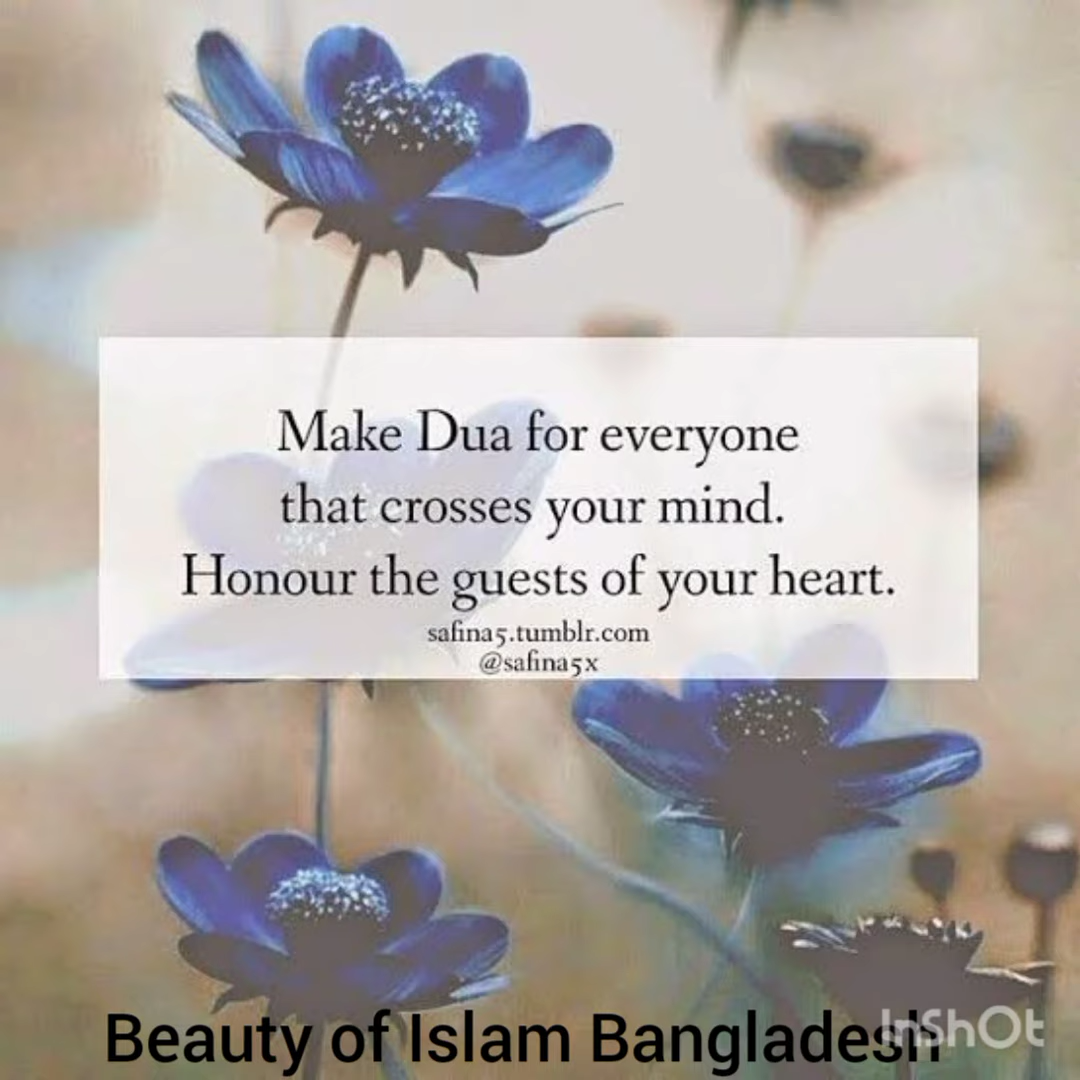 Make Dua for everyone
that crosses your mind.
Honour the guests of your heart.
safina5.tumblr.com
@safina5x
Beauty of Islam Bangladesh
InShOt